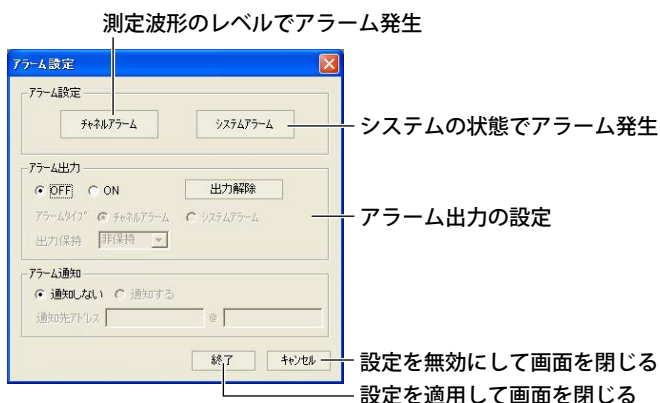 測定波形のレベルでアラーム発生
アラーム設定
アラーム設定
チャネルアラーム システムアラーム
システムの状態でアラーム発生
アラーム出力
OFF ON 出力解除
アラームタイプ チャネルアラーム システムアラーム
アラーム出力の設定
出力保持 非保持
アラーム通知
通知しない 通知する
通知先アドレス @
終了 キャンセル
設定を無効にして画面を閉じる
設定を適用して画面を閉じる